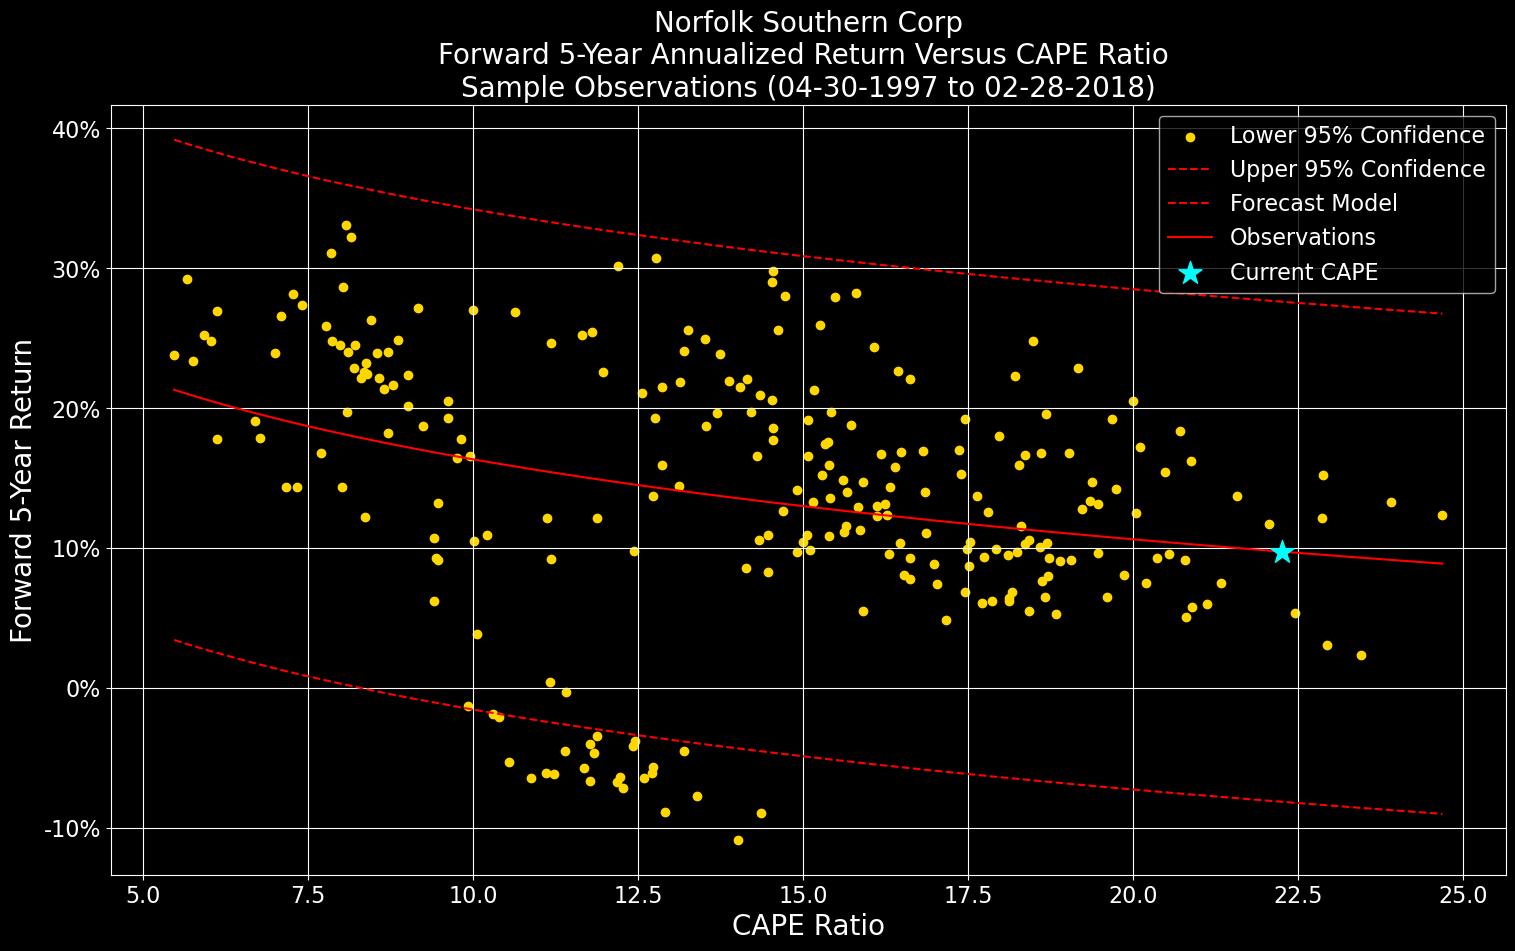 Norfolk Southern Corp
Forward 5-Year Annualized Return Versus CAPE Ratio
Sample Observations (04-30-1997 to 02-28-2018)
Lower 95% Confidence
Upper 95% Confidence
Forecast Model
Observations
Current CAPE
Forward 5-Year Return
40%
30%
20%
10%
0%
-10%
5.0 7.5 10.0 12.5 15.0 17.5 20.0 22.5 25.0
CAPE Ratio